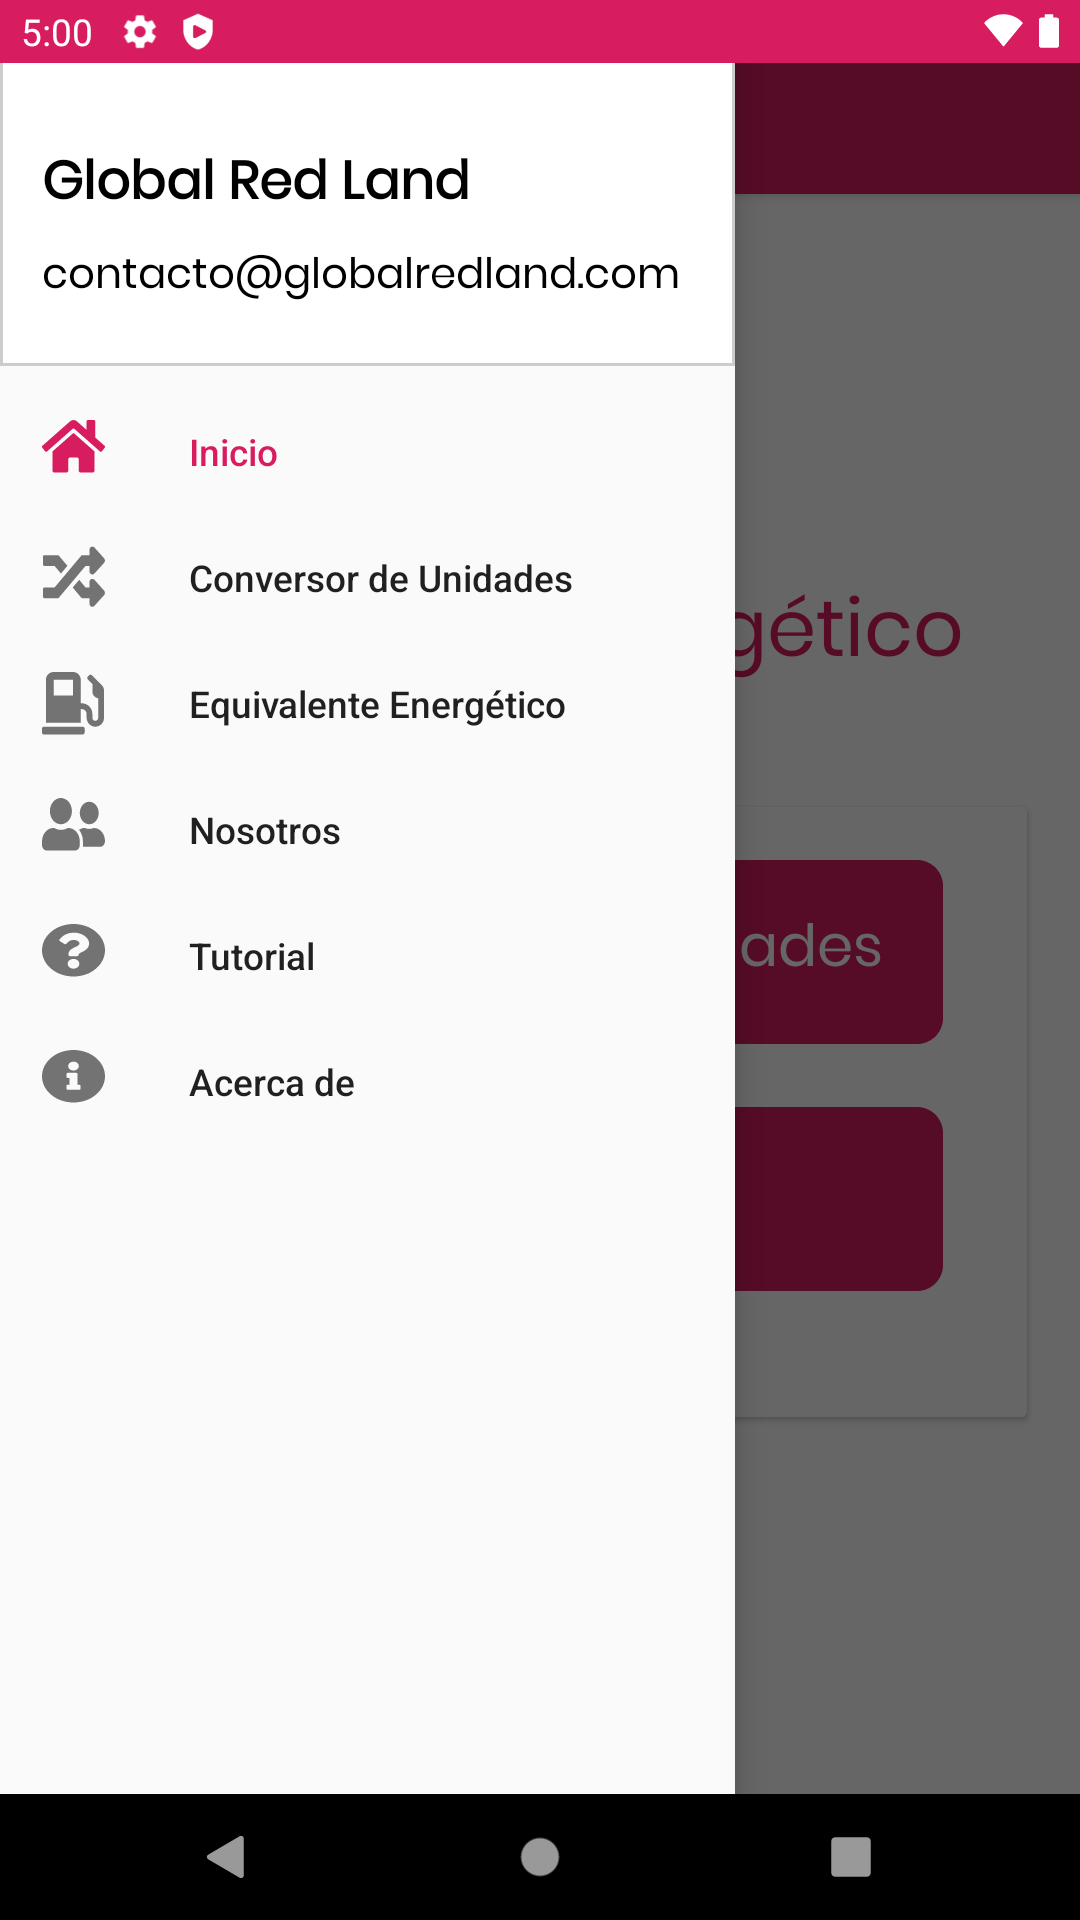 5:00
Global Red Land
contacto@globalredland.com
Inicio
Conversor de Unidades
Equivalente Energético
gético
Nosotros
ades
Tutorial
Acerca de